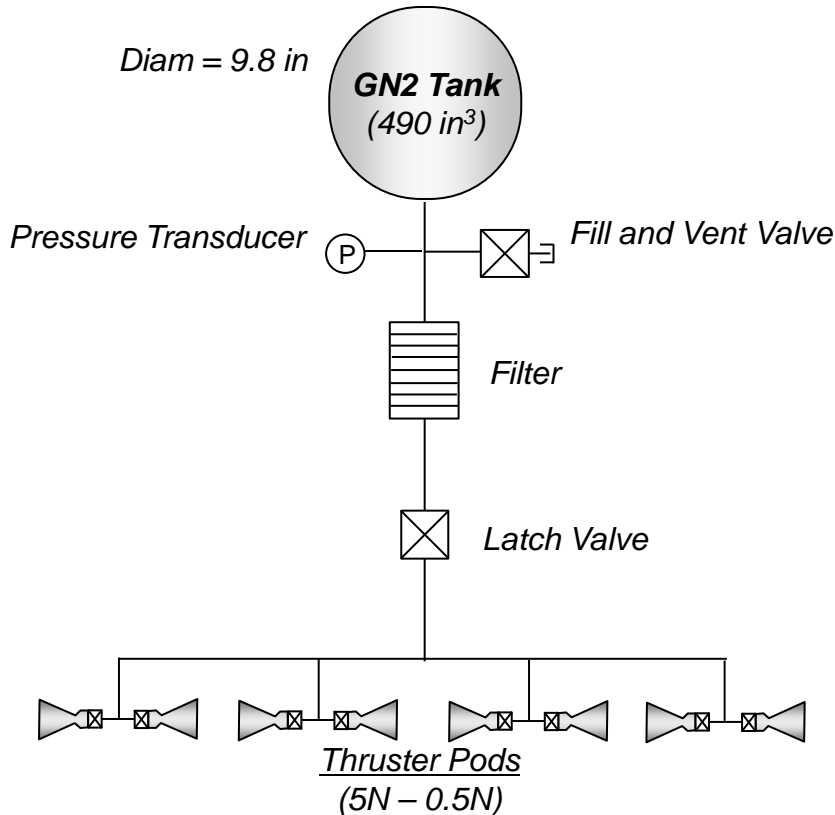 Diam = 9.8 in
GN2 Tank
(490 in³)
Pressure Transducer
P
Fill and Vent Valve
Filter
Latch Valve
Thruster Pods
(5N – 0.5N)